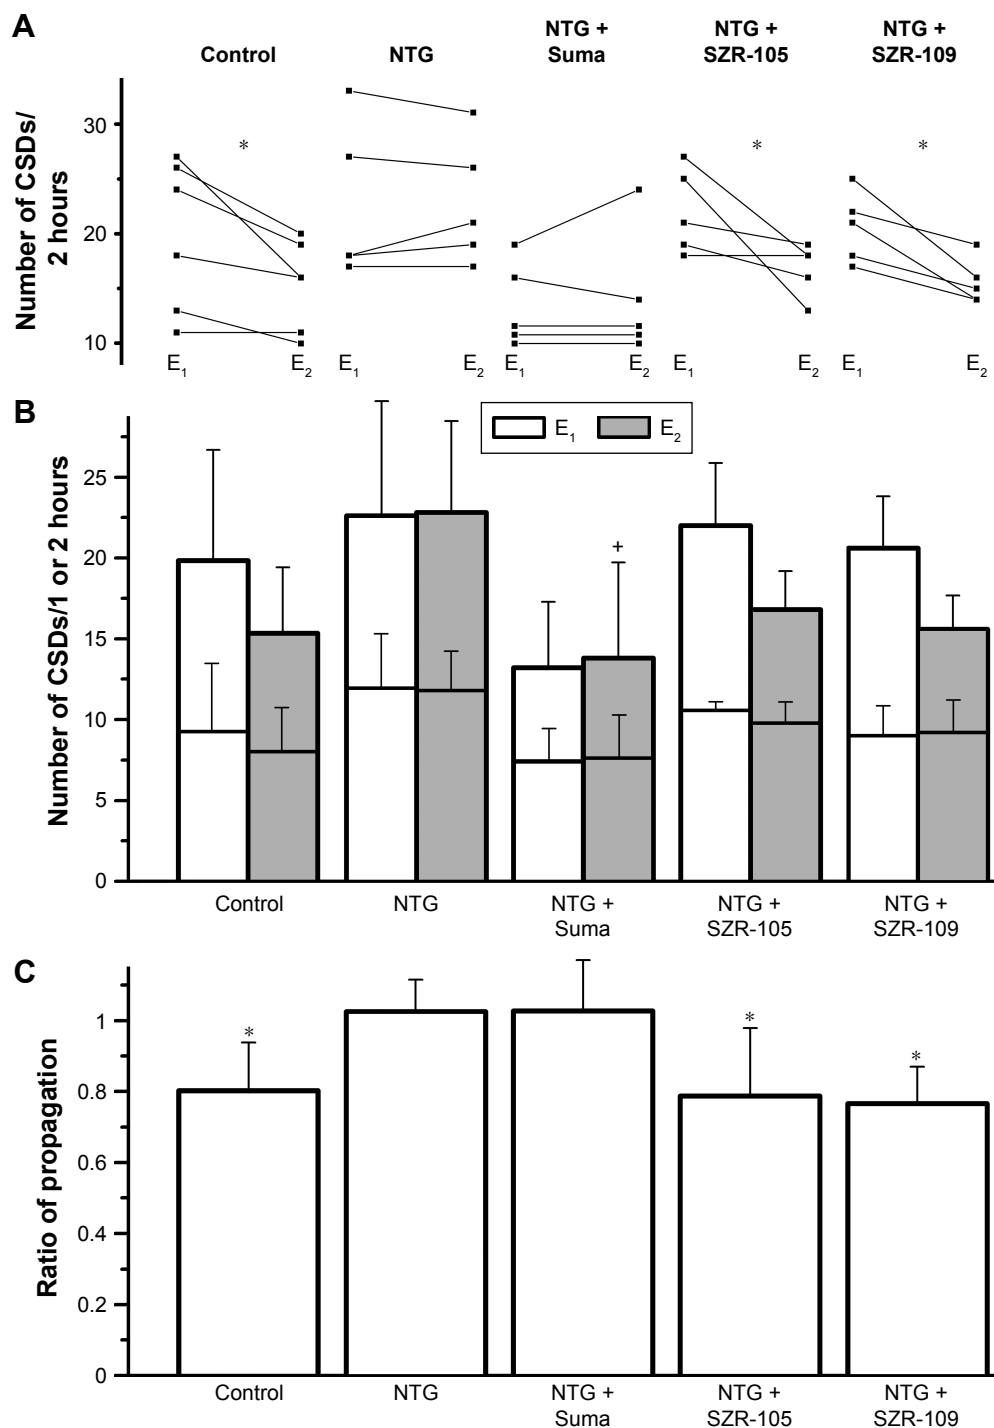 A
Control
NTG
NTG +
Suma
NTG +
SZR-105
NTG +
SZR-109
Number of CSDs/
2 hours
30
20
10
*
*
*
E1
E2
E1
E2
E1
E2
E1
E2
E1
E2
B
E1
E2
Number of CSDs/1 or 2 hours
25
20
15
10
5
0
+
Control
NTG
NTG +
Suma
NTG +
SZR-105
NTG +
SZR-109
C
Ratio of propagation
1
0.8
0.6
0.4
0.2
0
*
*
*
Control
NTG
NTG +
Suma
NTG +
SZR-105
NTG +
SZR-109